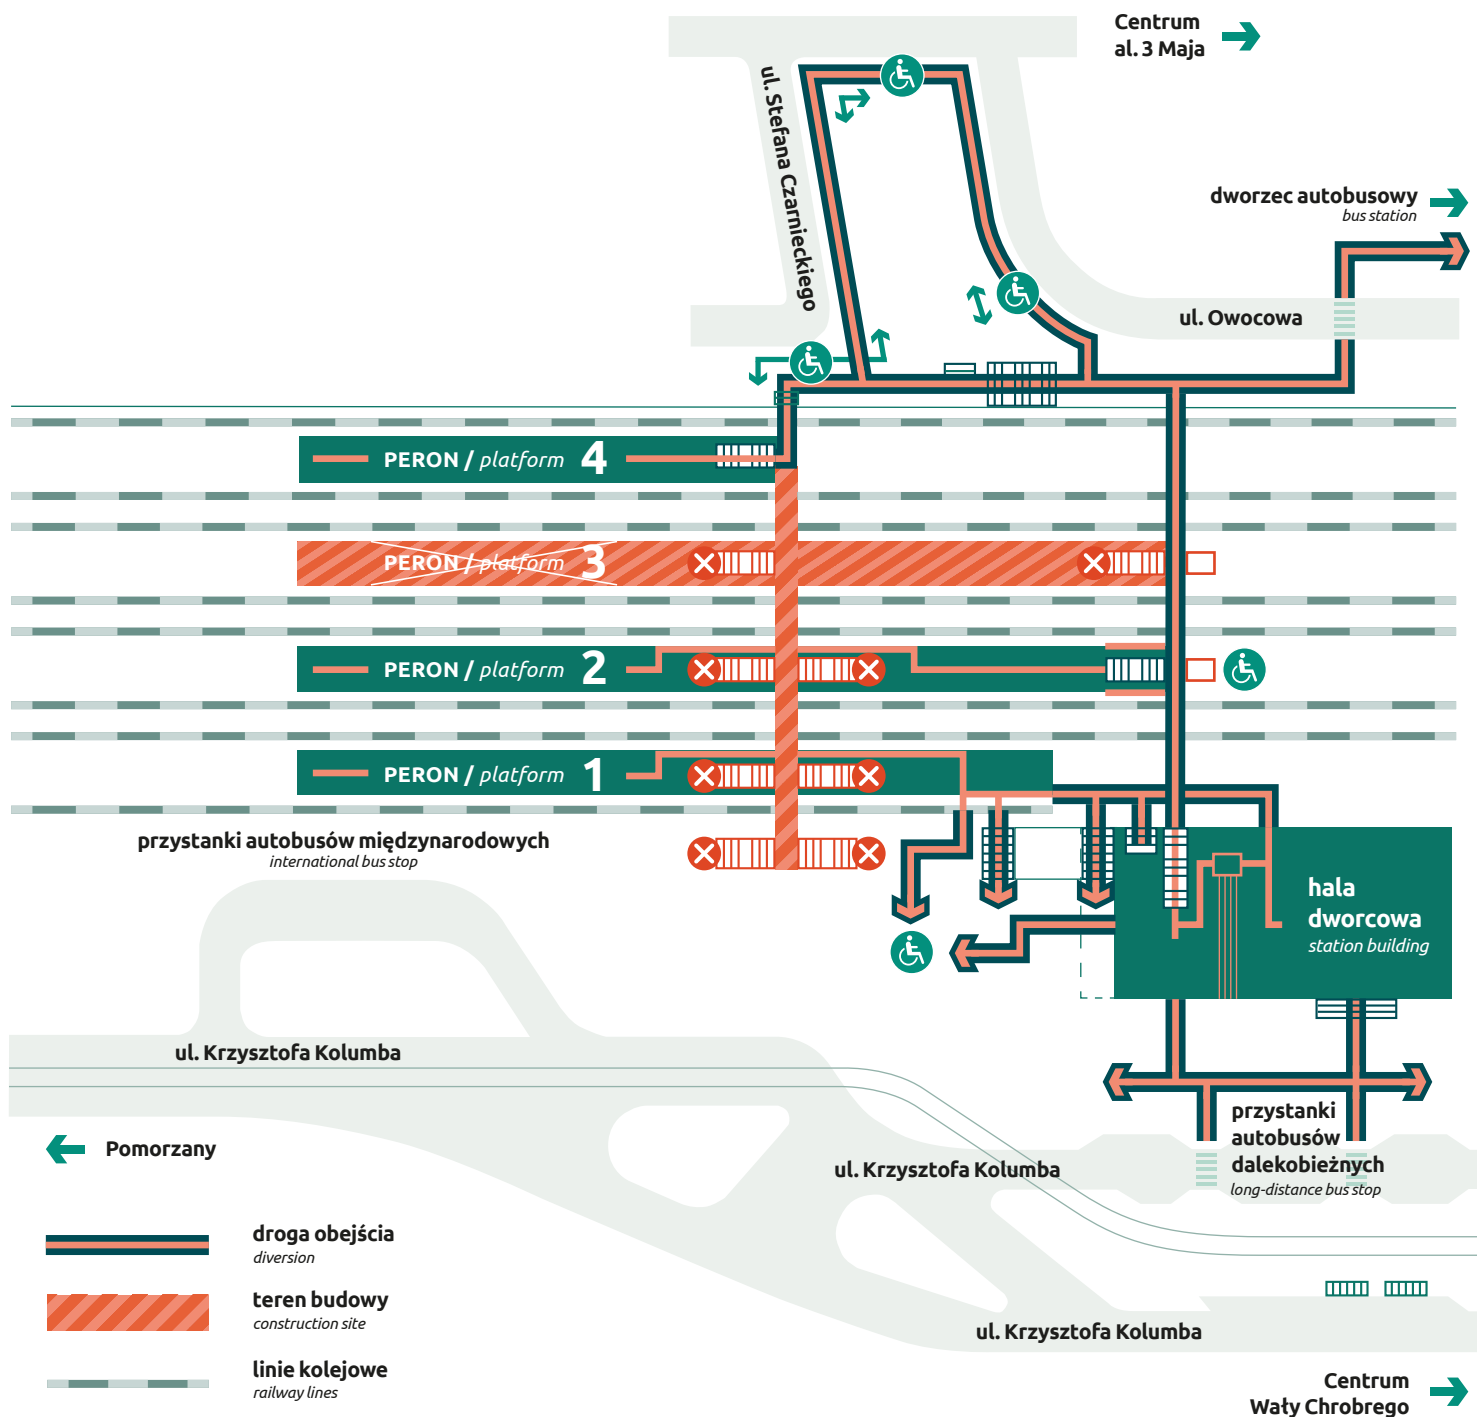 Centrum
al. 3 Maja
ul. Stefana Czarnieckiego
dworzec autobusowy
bus station
ul. Owocowa
PERON / platform 4
PERON / platform 3
PERON / platform 2
PERON / platform 1
przystanki autobusów międzynarodowych
international bus stop
hala
dworcowa
station building
ul. Krzysztofa Kolumba
przystanki
autobusów
dalekobieżnych
long-distance bus stop
Pomorzany
ul. Krzysztofa Kolumba
droga obejścia
diversion
teren budowy
construction site
ul. Krzysztofa Kolumba
linie kolejowe
railway lines
Centrum
Wały Chrobrego